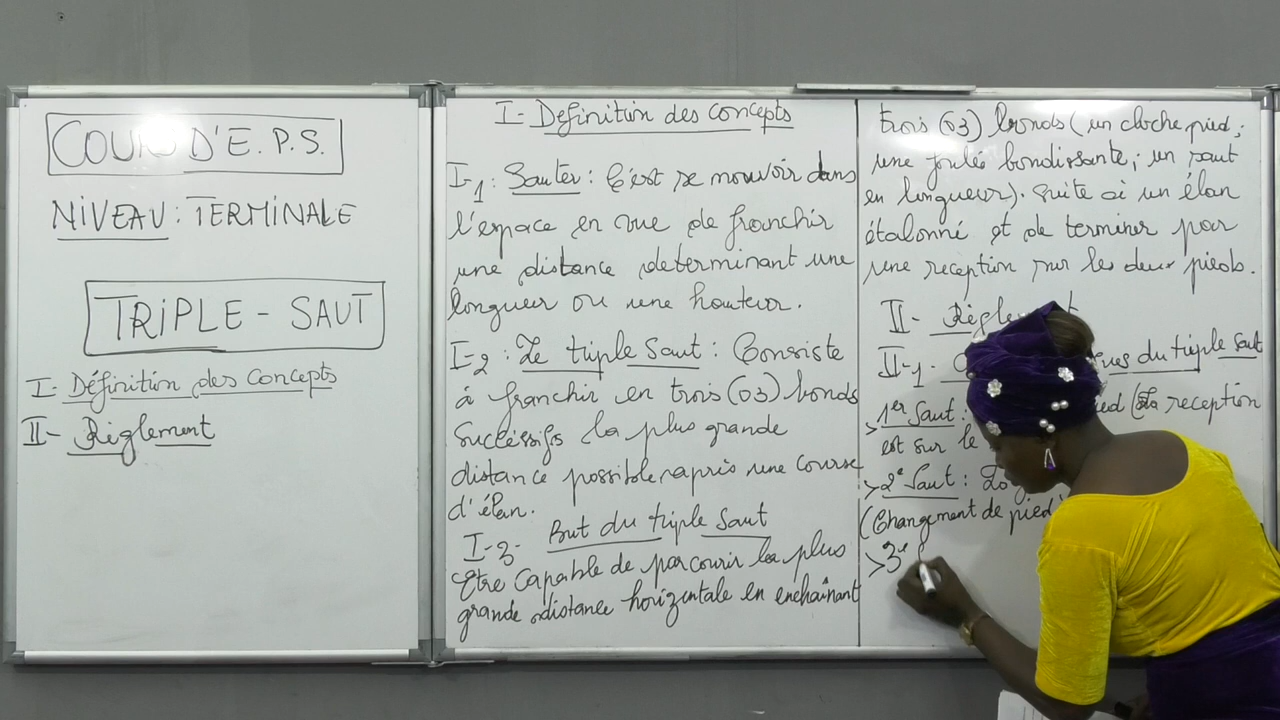 COURS D'E.P.S.
NIVEAU : TERMINALE
TRIPLE - SAUT
I- Définition des Concepts
II- Règlement
I- Définition des Concepts
I-1 : Sauter : C'est se mouvoir dans
l'espace en vue de franchir
une distance determinant une
longueur ou une hauteur.
I-2 : Le triple Saut : Consiste
à franchir en trois (03) bonds
Succéssifs la plus grande
distance possible après une course
d'élan.
I-3- But du triple Saut
Etre Capable de parcourir la plus
grande distance horizontale en enchaînant
trois (03) bonds (un cloche pied ;
une foulée bondissante ; un saut
en longueur). Suite à un élan
étalonné et de terminer par
une reception sur les deux pieds.
II- Règlement
II-1- du triple Saut
> 1er Saut : (La reception
est sur le
> 2e Saut :
(Changement de pied
> 3e